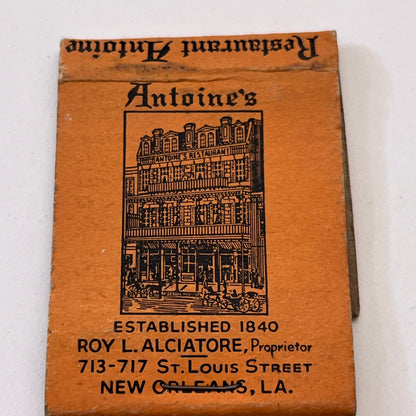 Restaurant Antoine
Antoine's
ANTOINE'S RESTAURANT
ESTABLISHED 1840
ROY L. ALCIATORE, Proprietor
713-717 ST. LOUIS STREET
NEW ORLEANS, LA.